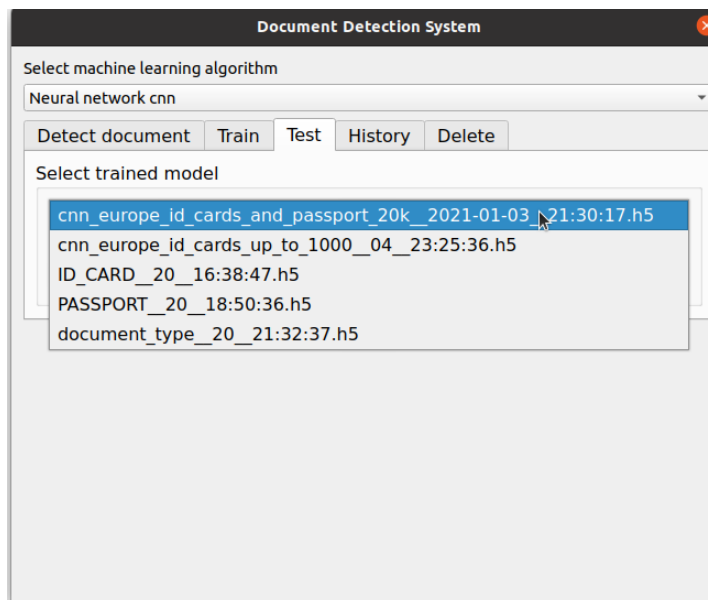 Document Detection System
Select machine learning algorithm
Neural network cnn
Detect document Train Test History Delete
Select trained model
cnn_europe_id_cards_and_passport_20k__2021-01-03__21:30:17.h5
cnn_europe_id_cards_up_to_1000__04__23:25:36.h5
ID_CARD__20__16:38:47.h5
PASSPORT__20__18:50:36.h5
document_type__20__21:32:37.h5